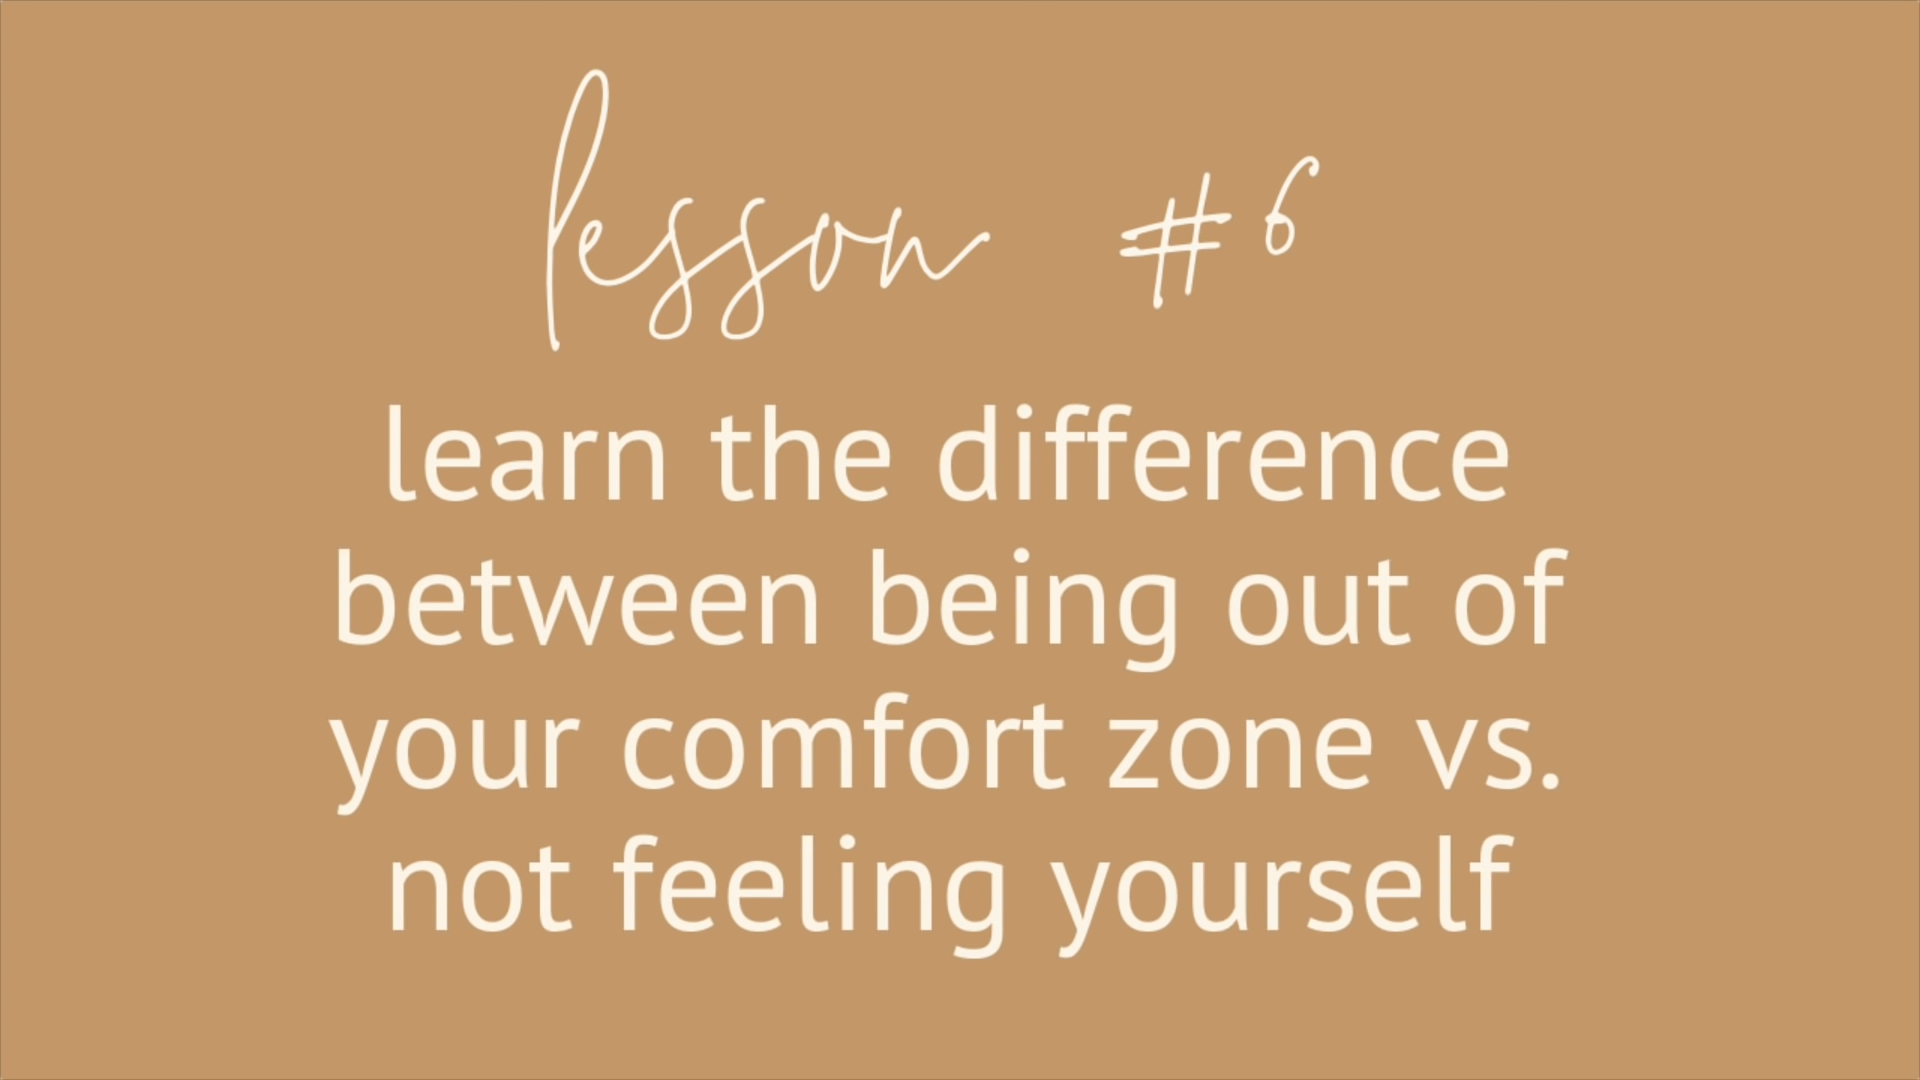 lesson #6
learn the difference
between being out of
your comfort zone vs.
not feeling yourself